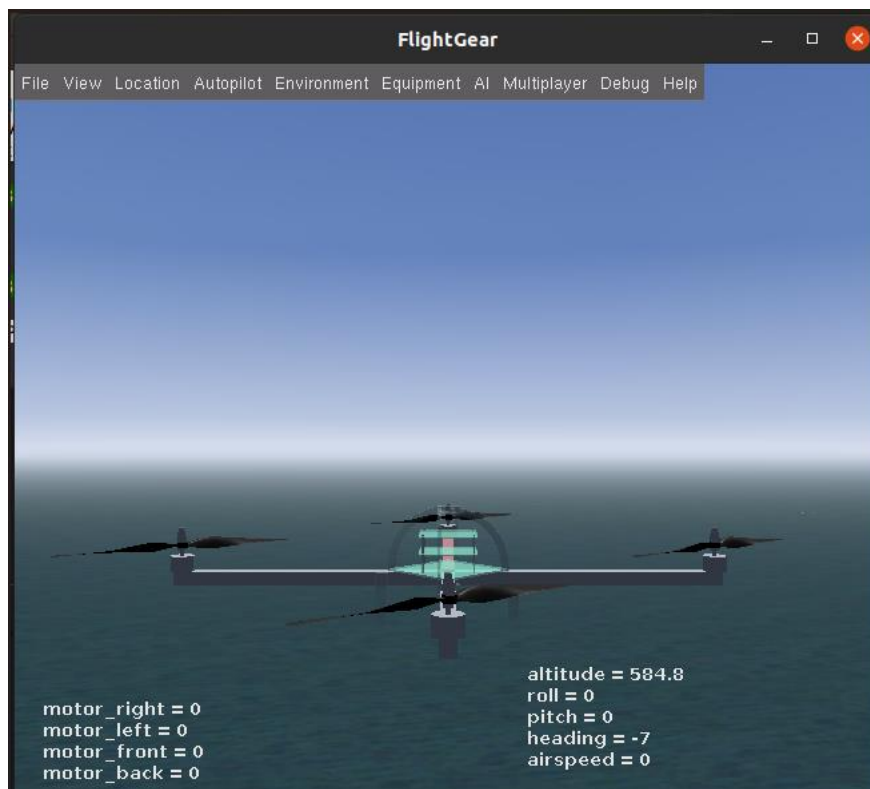 FlightGear
File View Location Autopilot Environment Equipment AI Multiplayer Debug Help
altitude = 584.8
roll = 0
pitch = 0
heading = -7
airspeed = 0
motor_right = 0
motor_left = 0
motor_front = 0
motor_back = 0